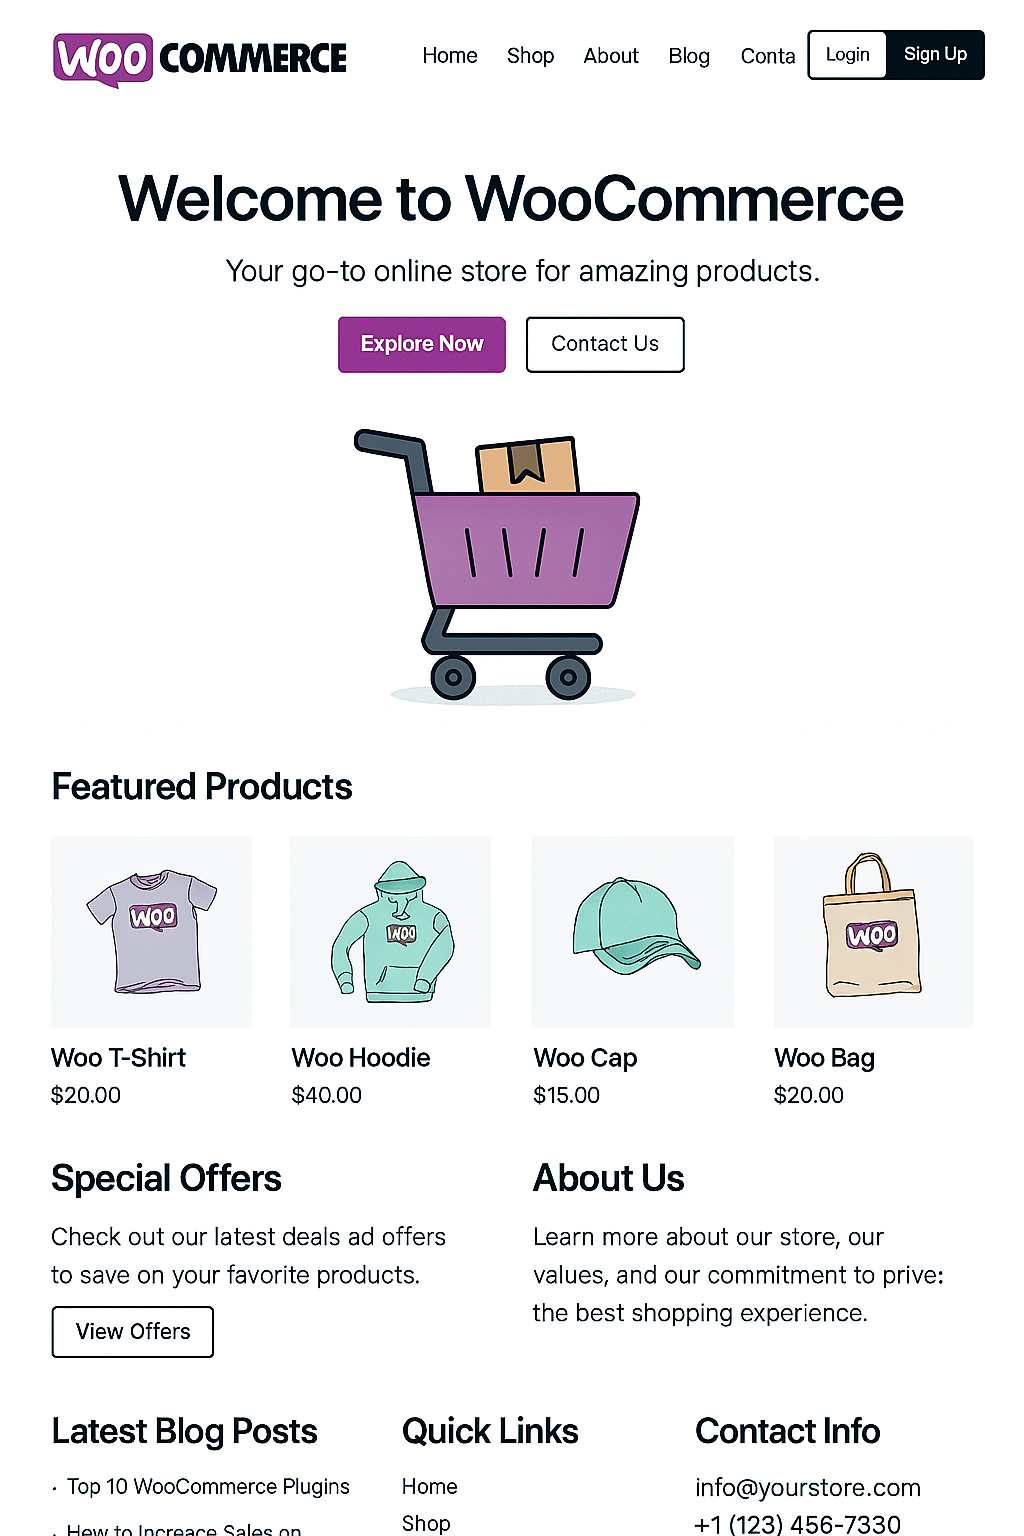 WOO COMMERCE
Home Shop About Blog Conta Login Sign Up
Welcome to WooCommerce
Your go-to online store for amazing products.
Explore Now Contact Us
Featured Products
WOO WOO WOO
Woo T-Shirt Woo Hoodie Woo Cap Woo Bag
$20.00 $40.00 $15.00 $20.00
Special Offers
Check out our latest deals ad offers
to save on your favorite products.
View Offers
About Us
Learn more about our store, our
values, and our commitment to prive:
the best shopping experience.
Latest Blog Posts
· Top 10 WooCommerce Plugins
· Hew to Increace Sales on
Quick Links
Home
Shop
Contact Info
info@yourstore.com
+1 (123) 456-7330